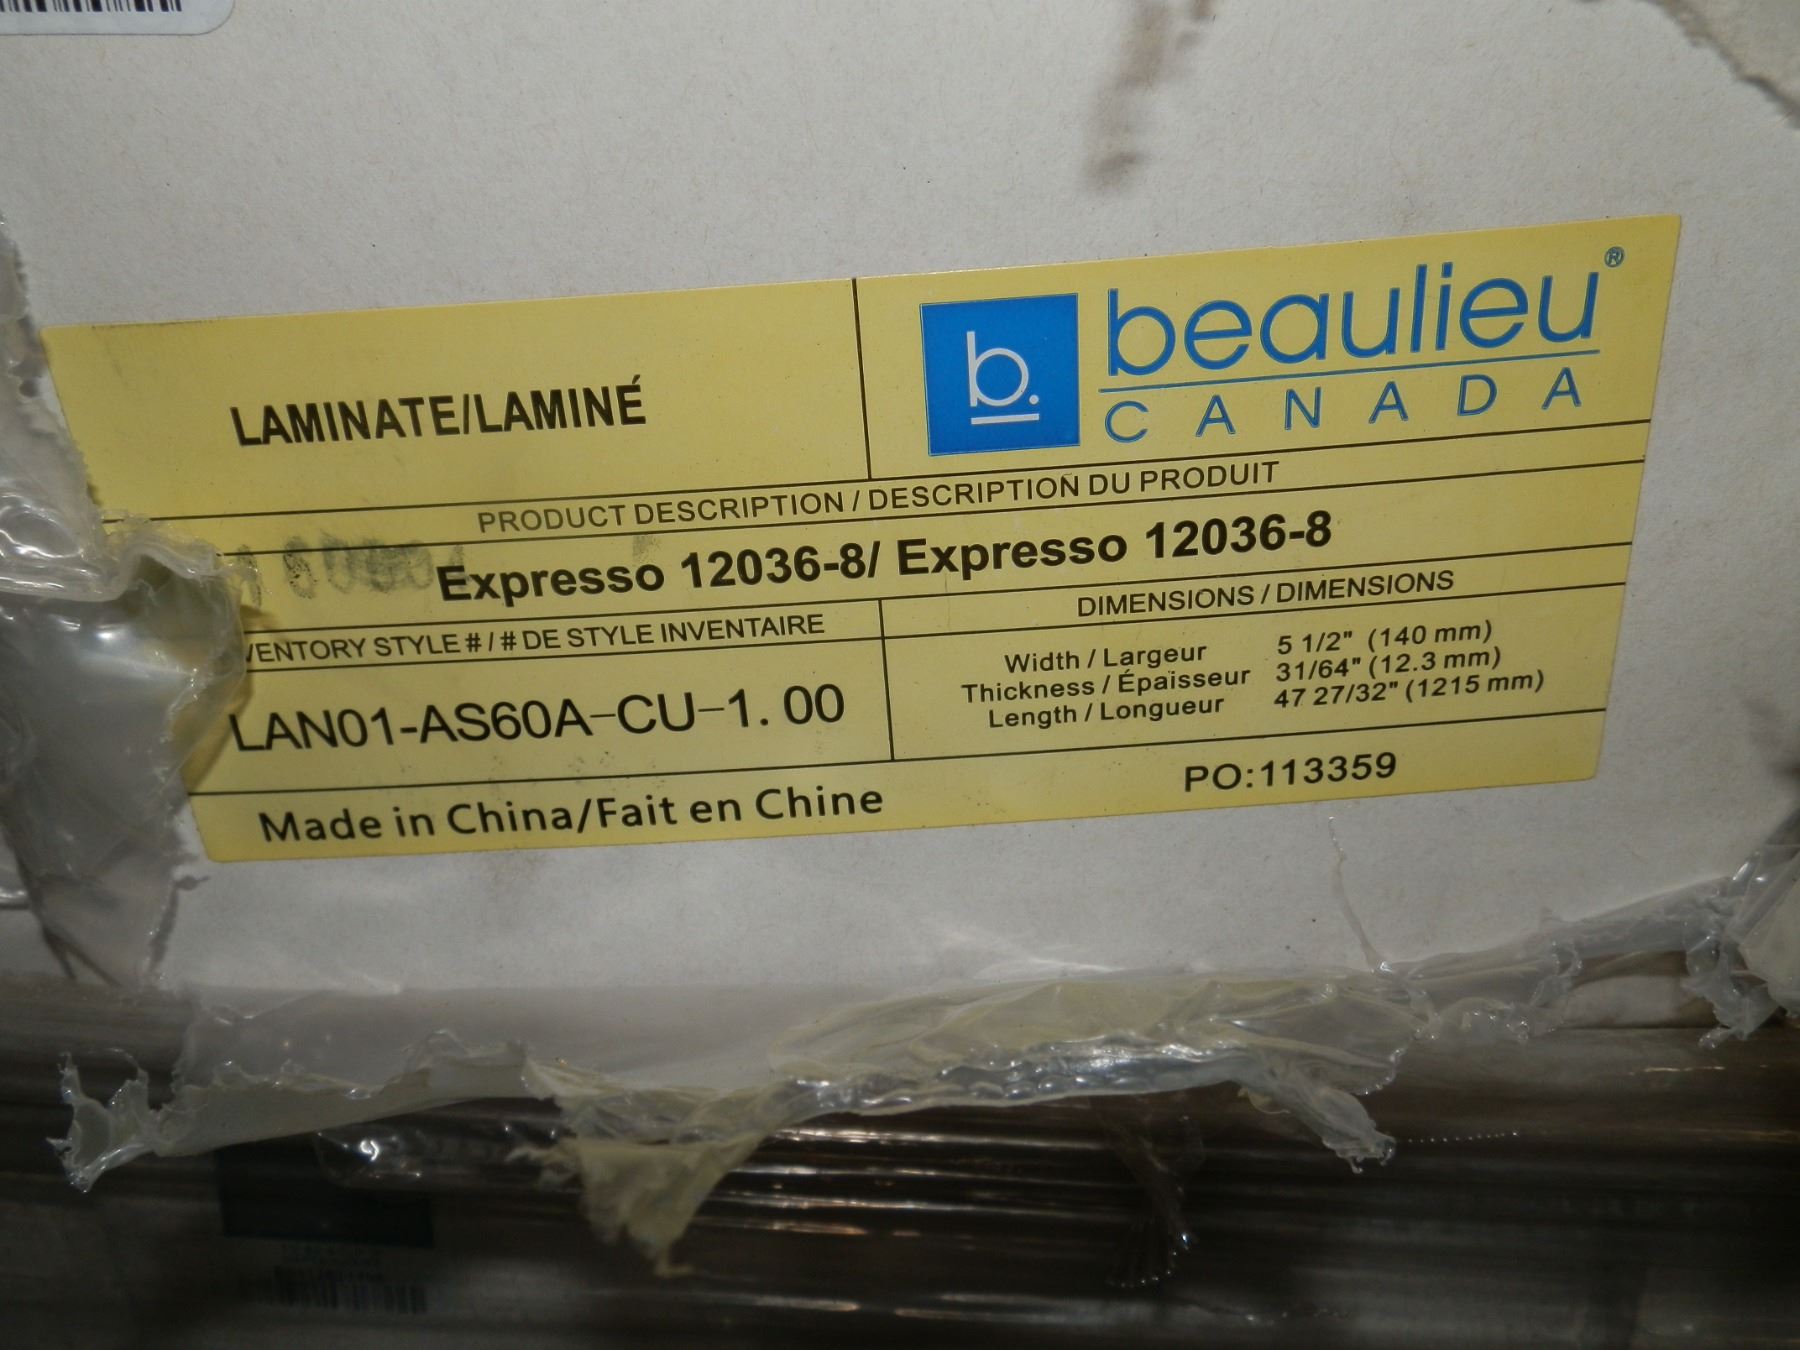 LAMINATE/LAMINÉ
b.
beaulieu®
CANADA
PRODUCT DESCRIPTION / DESCRIPTION DU PRODUIT
Expresso 12036-8/ Expresso 12036-8
VENTORY STYLE # / # DE STYLE INVENTAIRE
LAN01-AS60A-CU-1.00
DIMENSIONS / DIMENSIONS
Width / Largeur 5 1/2" (140 mm)
Thickness / Épaisseur 31/64" (12.3 mm)
Length / Longueur 47 27/32" (1215 mm)
Made in China/Fait en Chine
PO:113359